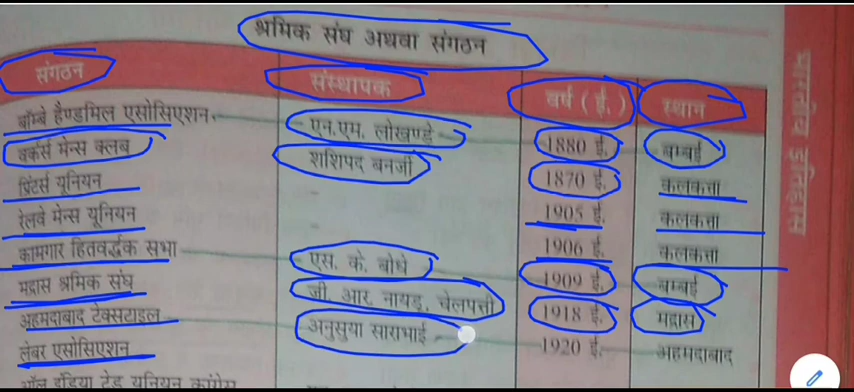 श्रमिक संघ अथवा संगठन
संगठन संस्थापक वर्ष ( ई. ) स्थान
बॉम्बे हैण्डमिल एसोसिएशन एन.एम. लोखण्डे 1880 ई. बम्बई
वर्कर्स मेन्स क्लब शशिपद बनर्जी 1870 ई. कलकत्ता
प्रिंटर्स यूनियन 1905 ई. कलकत्ता
रेलवे मेन्स यूनियन 1906 ई. कलकत्ता
कामगार हितवर्द्धक सभा एस. के. बोधे 1909 ई. बम्बई
मद्रास श्रमिक संघ जी. आर. नायडू, चेलपत्ती 1918 ई. मद्रास
अहमदाबाद टेक्सटाइल अनुसुया साराभाई 1920 ई. अहमदाबाद
लेबर एसोसिएशन
ऑल इंडिया ट्रेड यूनियन कांग्रेस
भारतीय इतिहास